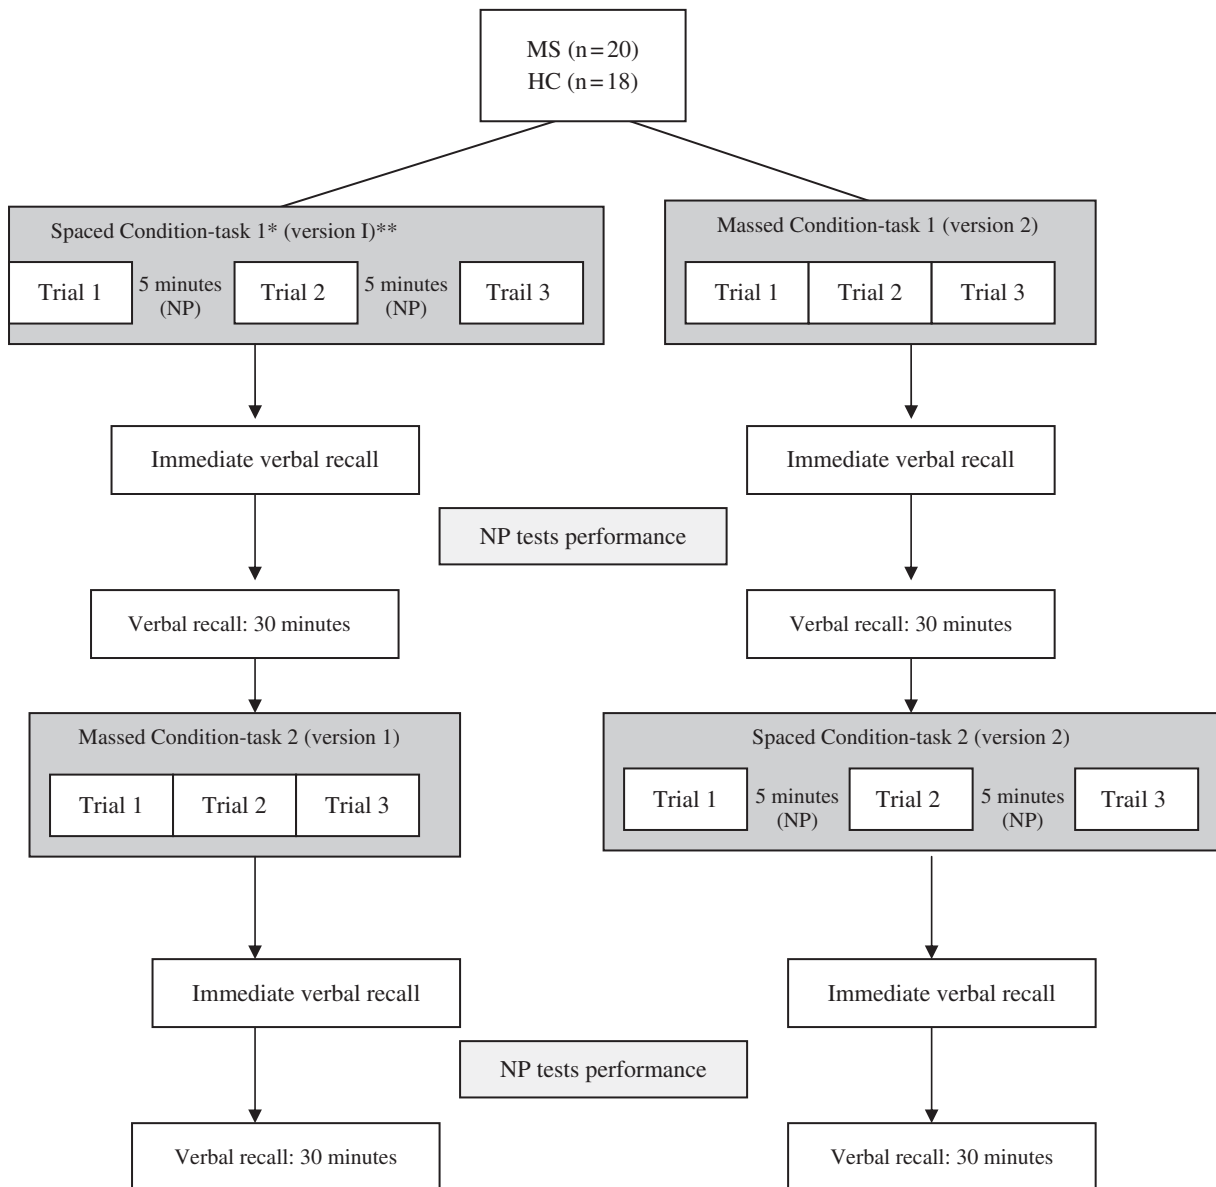 MS (n=20)
HC (n=18)
Spaced Condition-task 1* (version I)**
Trial 1
5 minutes
(NP)
Trial 2
5 minutes
(NP)
Trail 3
Massed Condition-task 1 (version 2)
Trial 1
Trial 2
Trial 3
Immediate verbal recall
Immediate verbal recall
NP tests performance
Verbal recall: 30 minutes
Verbal recall: 30 minutes
Massed Condition-task 2 (version 1)
Trial 1
Trial 2
Trial 3
Spaced Condition-task 2 (version 2)
Trial 1
5 minutes
(NP)
Trial 2
5 minutes
(NP)
Trail 3
Immediate verbal recall
Immediate verbal recall
NP tests performance
Verbal recall: 30 minutes
Verbal recall: 30 minutes